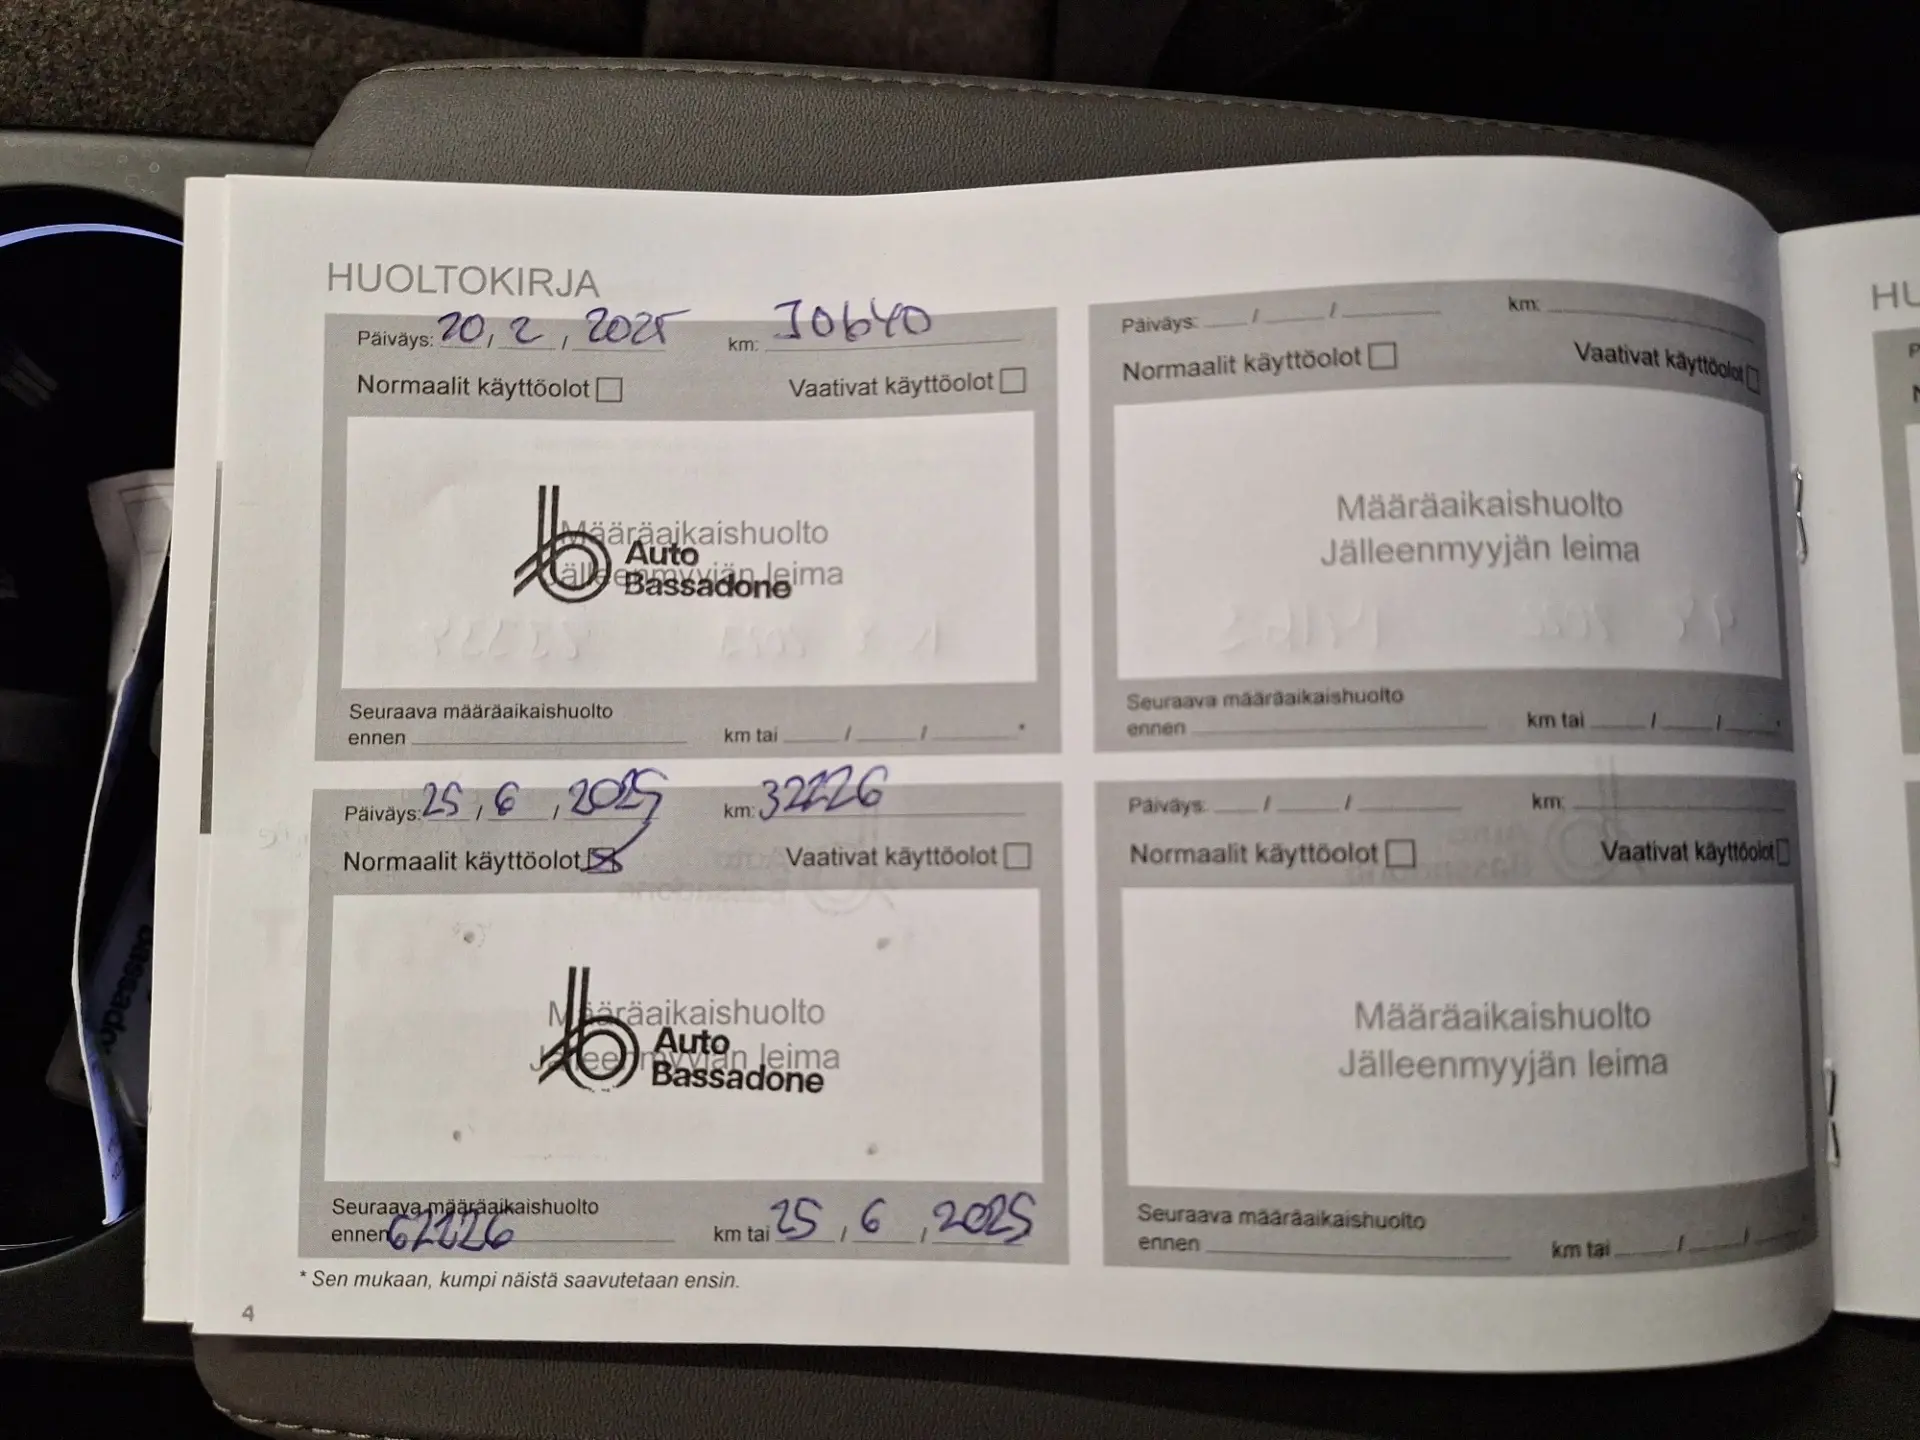 HUOLTOKIRJA
Päiväys: 20 / 2 / 2025 km: 30640
Normaalit käyttöolot Vaativat käyttöolot
Määräaikaishuolto
Jälleenmyyjän leima
Auto
Bassadone
Seuraava määräaikaishuolto
ennen km tai / / *
Päiväys: 25 / 6 / 2025 km: 32226
Normaalit käyttöolot Vaativat käyttöolot
Määräaikaishuolto
Jälleenmyyjän leima
Auto
Bassadone
Seuraava määräaikaishuolto
ennen 62226 km tai 25 / 6 / 2025
* Sen mukaan, kumpi näistä saavutetaan ensin.
4
Päiväys: / / km:
Normaalit käyttöolot Vaativat käyttöolot
Määräaikaishuolto
Jälleenmyyjän leima
Seuraava määräaikaishuolto
ennen km tai / / *
Päiväys: / / km:
Normaalit käyttöolot Vaativat käyttöolot
Määräaikaishuolto
Jälleenmyyjän leima
Seuraava määräaikaishuolto
ennen km tai / /
HU